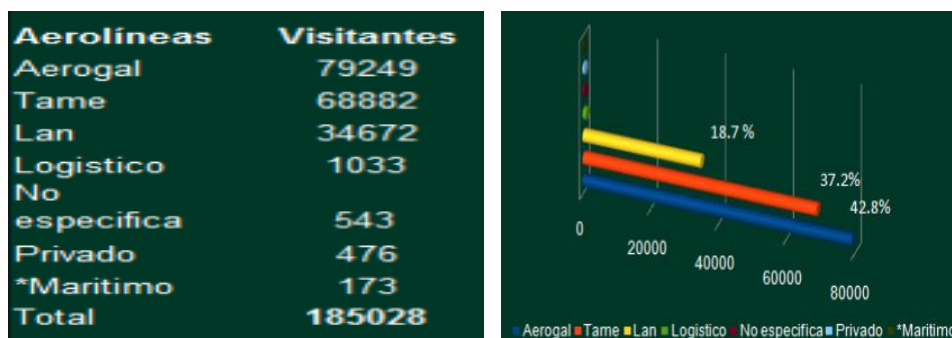 Aerolíneas Visitantes
Aerogal 79249
Tame 68882
Lan 34672
Logistico 1033
No
especifica 543
Privado 476
*Maritimo 173
Total 185028
18.7 %
37.2%
42.8%
0
20000
40000
60000
80000
Aerogal Tame Lan Logistico No especifica Privado *Maritimo